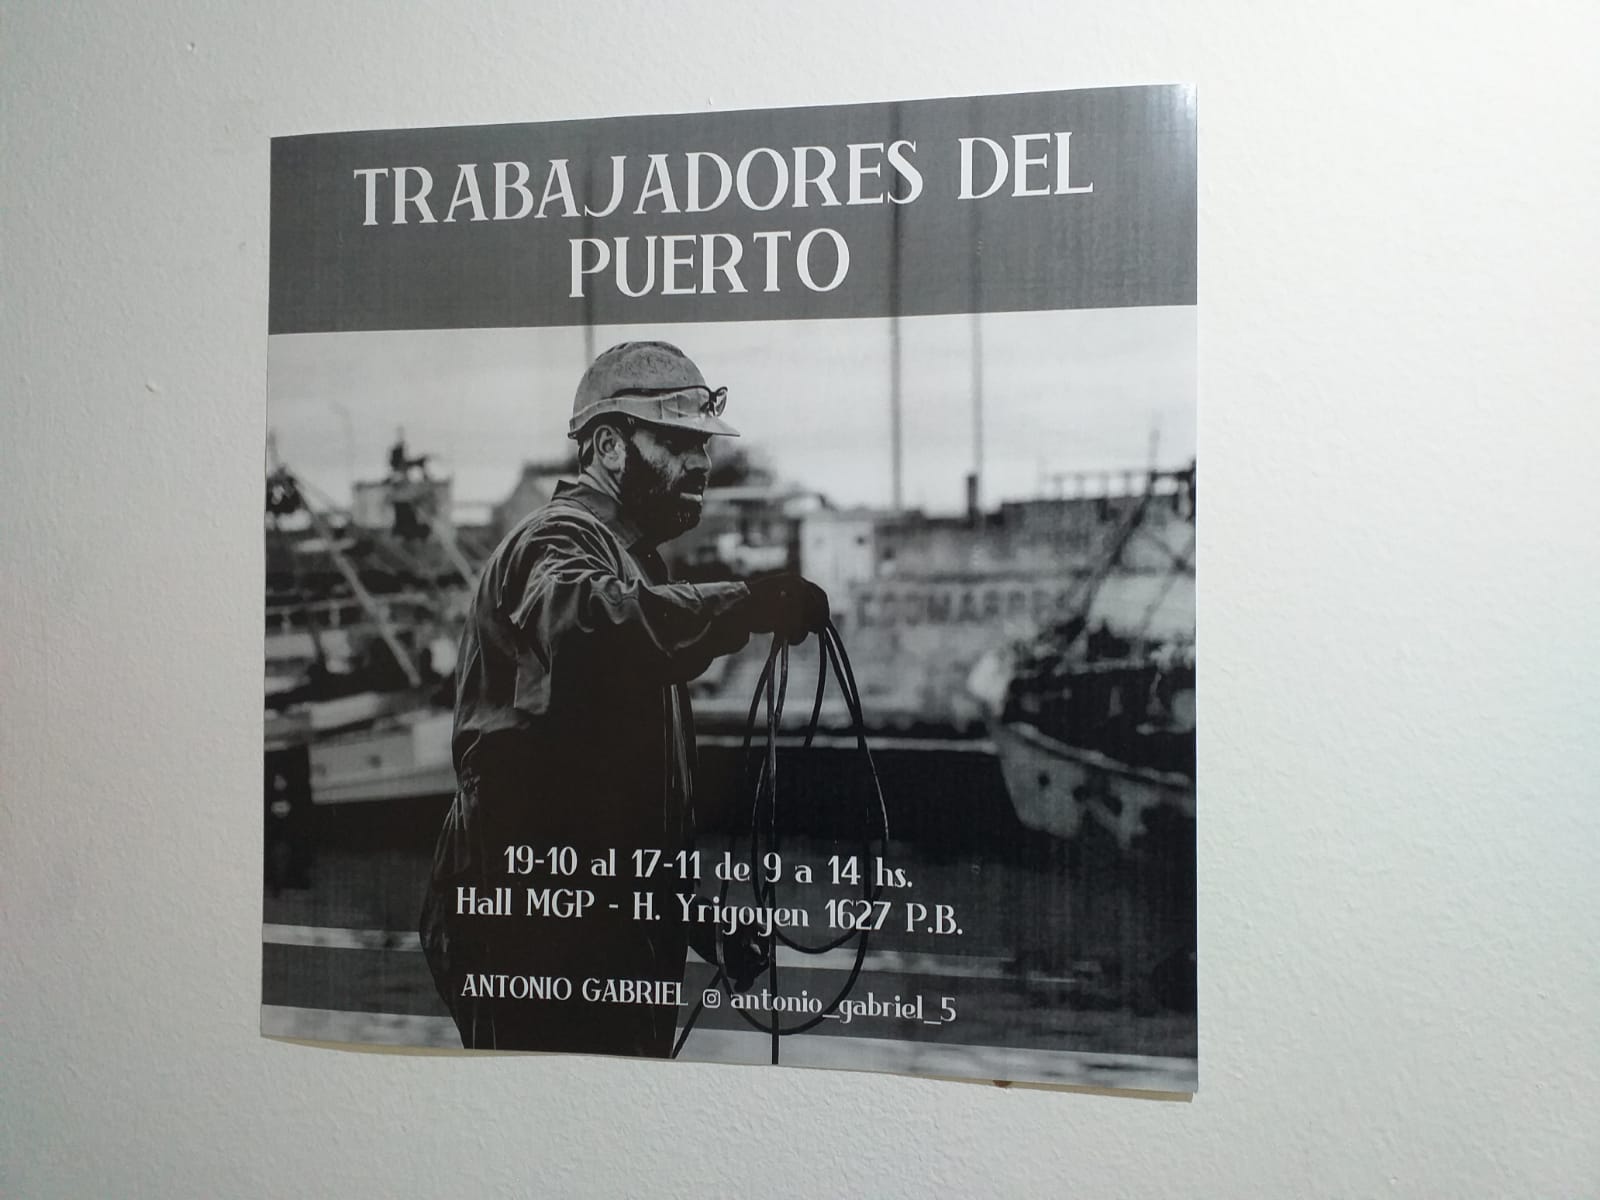 TRABAJADORES DEL
PUERTO
19-10 al 17-11 de 9 a 14 hs.
Hall MGP - H. Yrigoyen 1627 P.B.
ANTONIO GABRIEL antonio_gabriel_5